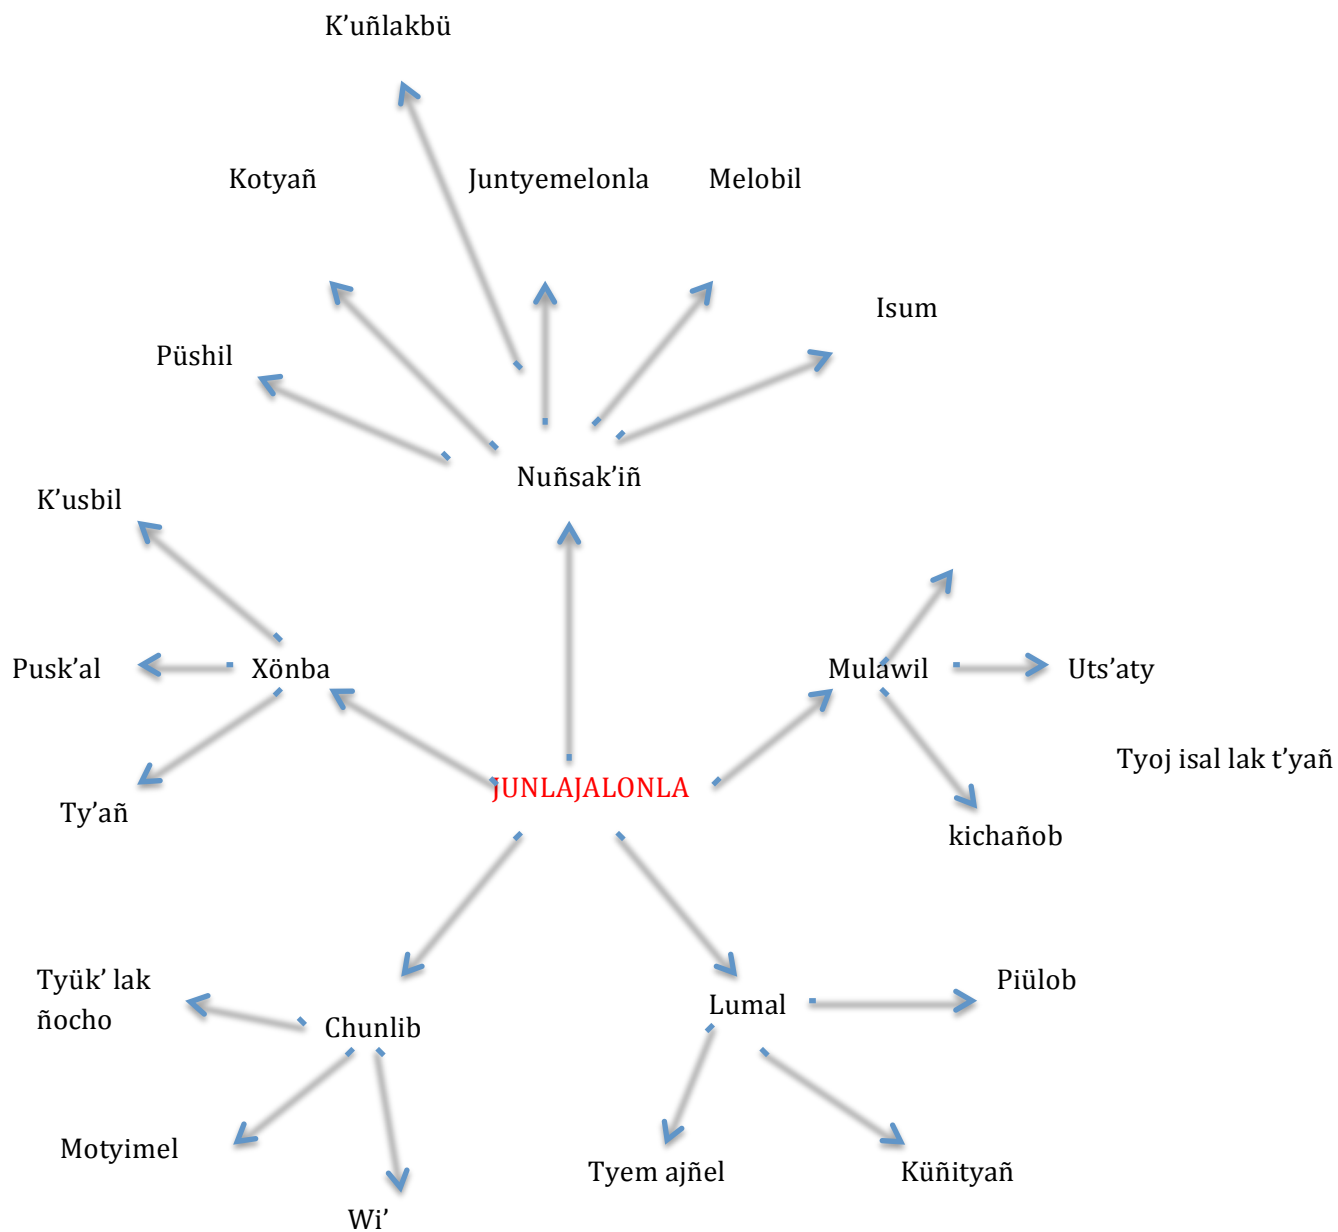 K’uñlakbü
Kotyañ
Juntyemelonla
Melobil
Isum
Püshil
Nuñsak’iñ
K’usbil
Pusk’al
Xönba
Mulawil
Uts’aty
Tyoj isal lak t’yañ
JUNLAJALONLA
Ty’añ
kichañob
Tyük’ lak
ñocho
Chunlib
Lumal
Piülob
Motyimel
Tyem ajñel
Küñityañ
Wi’